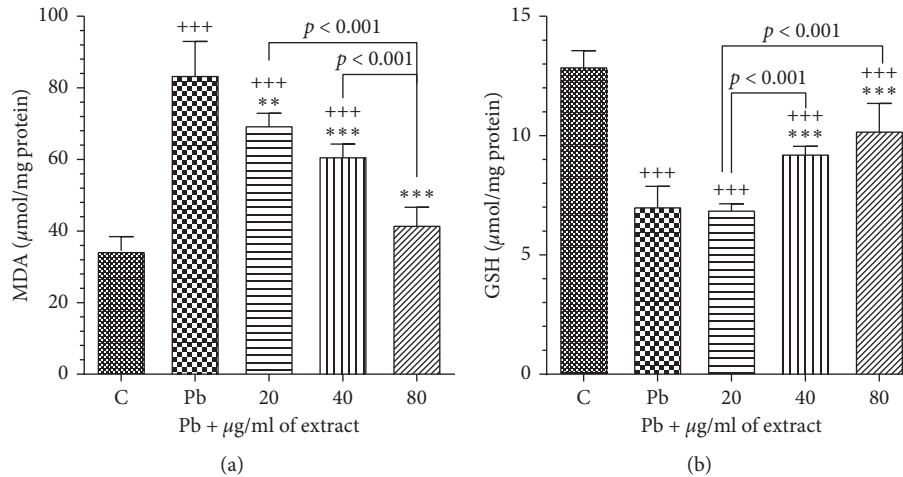 100
80
60
40
20
0
MDA (μmol/mg protein)
+++
+++
**
+++
***
***
p < 0.001
p < 0.001
C Pb 20 40 80
Pb + μg/ml of extract
(a)
15
10
5
0
GSH (μmol/mg protein)
+++
+++
+++
***
+++
***
p < 0.001
p < 0.001
C Pb 20 40 80
Pb + μg/ml of extract
(b)